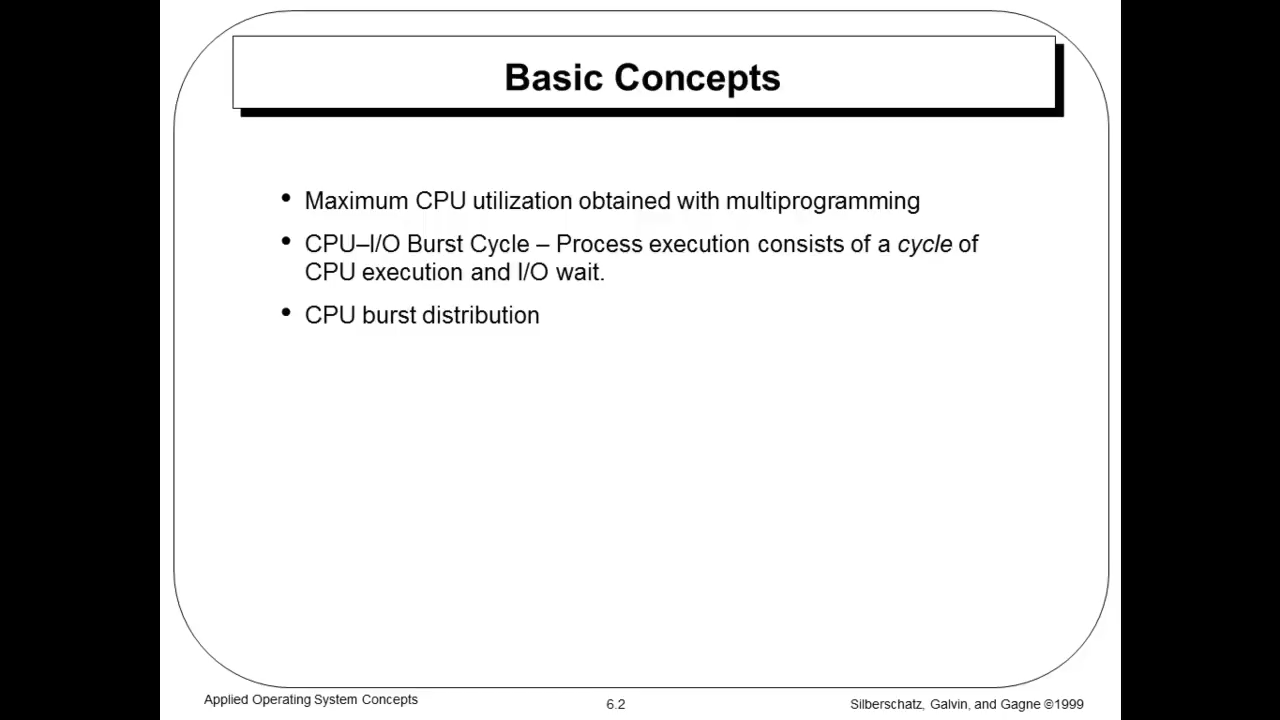 Basic Concepts
• Maximum CPU utilization obtained with multiprogramming
• CPU–I/O Burst Cycle – Process execution consists of a cycle of
CPU execution and I/O wait.
• CPU burst distribution
Applied Operating System Concepts
6.2
Silberschatz, Galvin, and Gagne ©1999